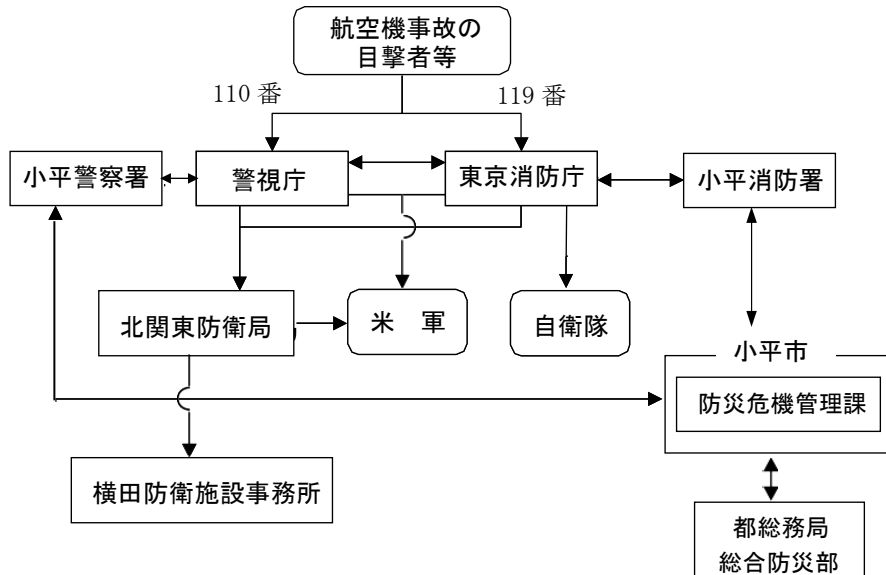 航空機事故の
目撃者等
110 番
119 番
小平警察署
警視庁
東京消防庁
小平消防署
北関東防衛局
米　軍
自衛隊
小平市
防災危機管理課
横田防衛施設事務所
都総務局
総合防災部